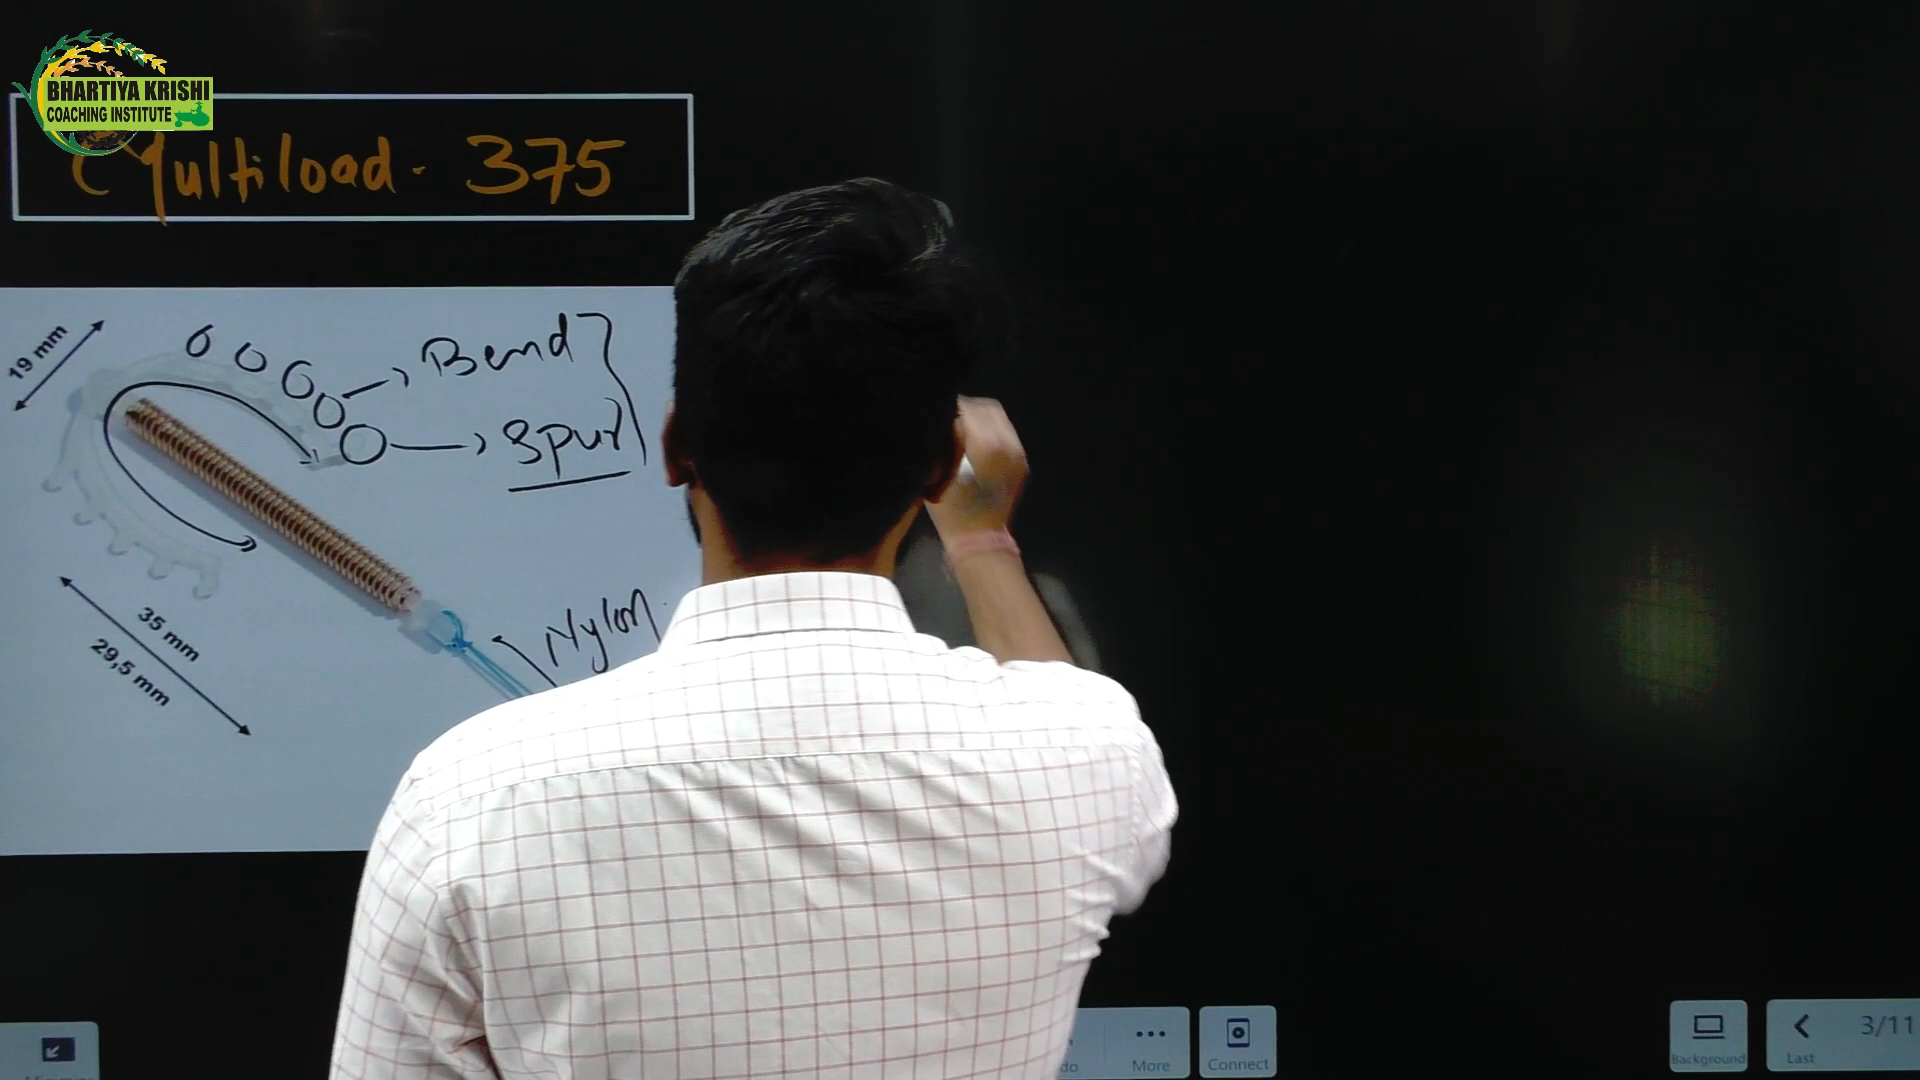 BHARTIYA KRISHI
COACHING INSTITUTE
Multiload - 375
19 mm
Bend
Spur
Nylon
35 mm
29,5 mm
More
Connect
Background
Last
3/11